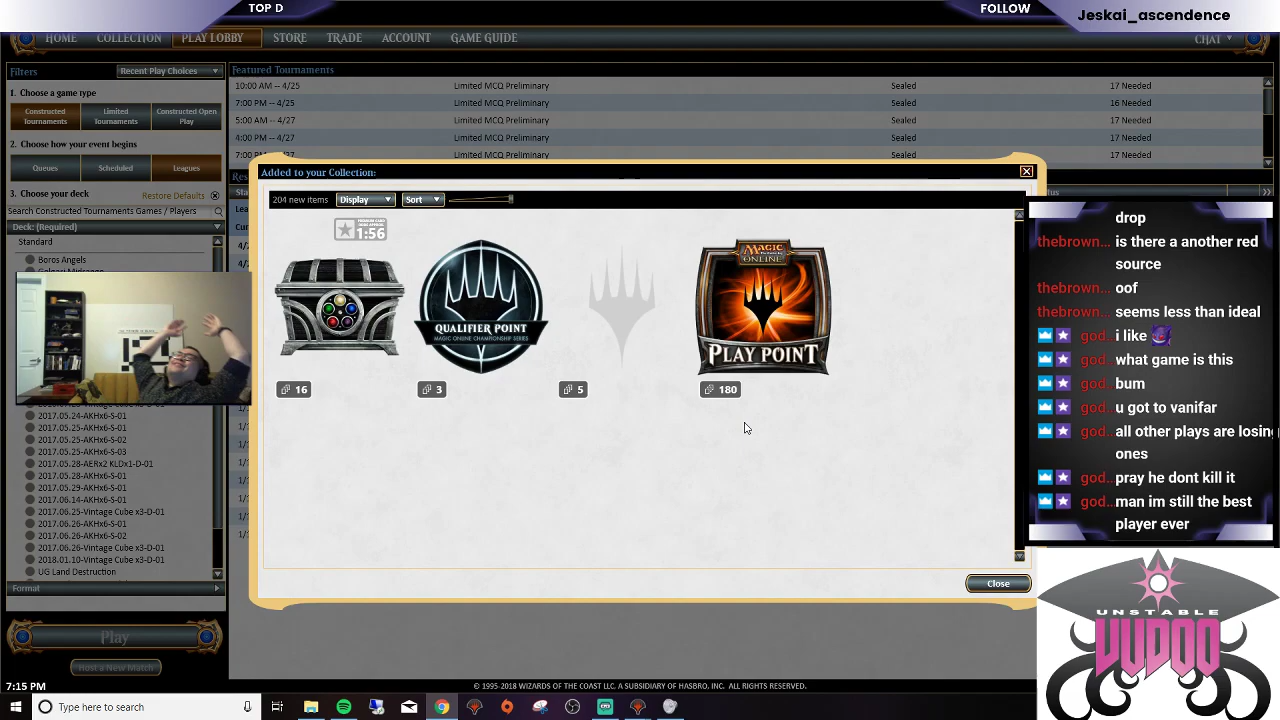 TOP D
FOLLOW
Jeskai_ascendence
HOME COLLECTION PLAY LOBBY STORE TRADE ACCOUNT GAME GUIDE CHAT
Filters Recent Play Choices
1. Choose a game type
Constructed Tournaments
Limited Tournaments
Constructed Open Play
2. Choose how your event begins
Queues Scheduled Leagues
3. Choose your deck Restore Defaults
Search Constructed Tournaments Games / Players
Deck: (Required)
Standard
Boros Angels
2017.05.24-AKHx6-S-01
2017.05.25-AKHx6-S-01
2017.05.25-AKHx6-S-02
2017.05.25-AKHx6-S-03
2017.05.28-AERx2 KLDx1-D-01
2017.05.28-AKHx6-S-01
2017.05.29-AKHx6-S-01
2017.06.14-AKHx6-S-01
2017.06.25-Vintage Cube x3-D-01
2017.06.26-AKHx6-S-01
2017.06.26-AKHx6-S-02
2017.06.26-Vintage Cube x3-D-01
2018.01.10-Vintage Cube x3-D-01
UG Land Destruction
Format
Play
Host a New Match
7:15 PM
Featured Tournaments
10:00 AM -- 4/25 Limited MCQ Preliminary Sealed 17 Needed
7:00 PM -- 4/25 Limited MCQ Preliminary Sealed 16 Needed
5:00 AM -- 4/27 Limited MCQ Preliminary Sealed 17 Needed
4:00 PM -- 4/27 Limited MCQ Preliminary Sealed 17 Needed
7:00 PM Limited MCQ Preliminary Sealed 17 Needed
Added to your Collection:
204 new items Display Sort
1:56
QUALIFIER POINT
MAGIC ONLINE CHAMPIONSHIP SERIES
MAGIC
ONLINE
PLAY POINT
16 3 5 180
Close
drop
thebrown... is there a another red
source
thebrown... oof
thebrown... seems less than ideal
god.. i like
god.. what game is this
god.. bum
god.. u got to vanifar
god.. all other plays are losing
ones
god.. pray he dont kill it
god.. man im still the best
player ever
UNSTABLE
VUDOO
© 1995-2018 WIZARDS OF THE COAST LLC, A SUBSIDIARY OF HASBRO, INC. ALL RIGHTS RESERVED.
Type here to search